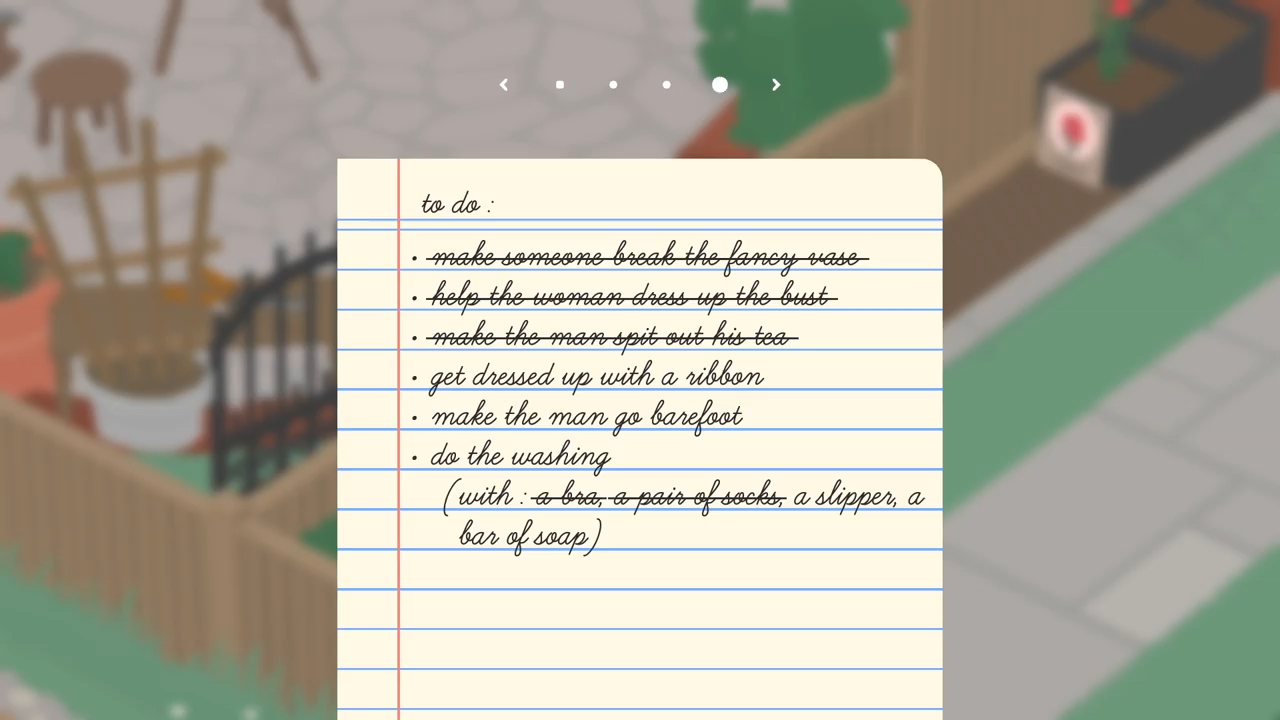 to do :
• make someone break the fancy vase
• help the woman dress up the bust
• make the man spit out his tea
• get dressed up with a ribbon
• make the man go barefoot
• do the washing
(with : a bra, a pair of socks, a slipper, a
bar of soap)